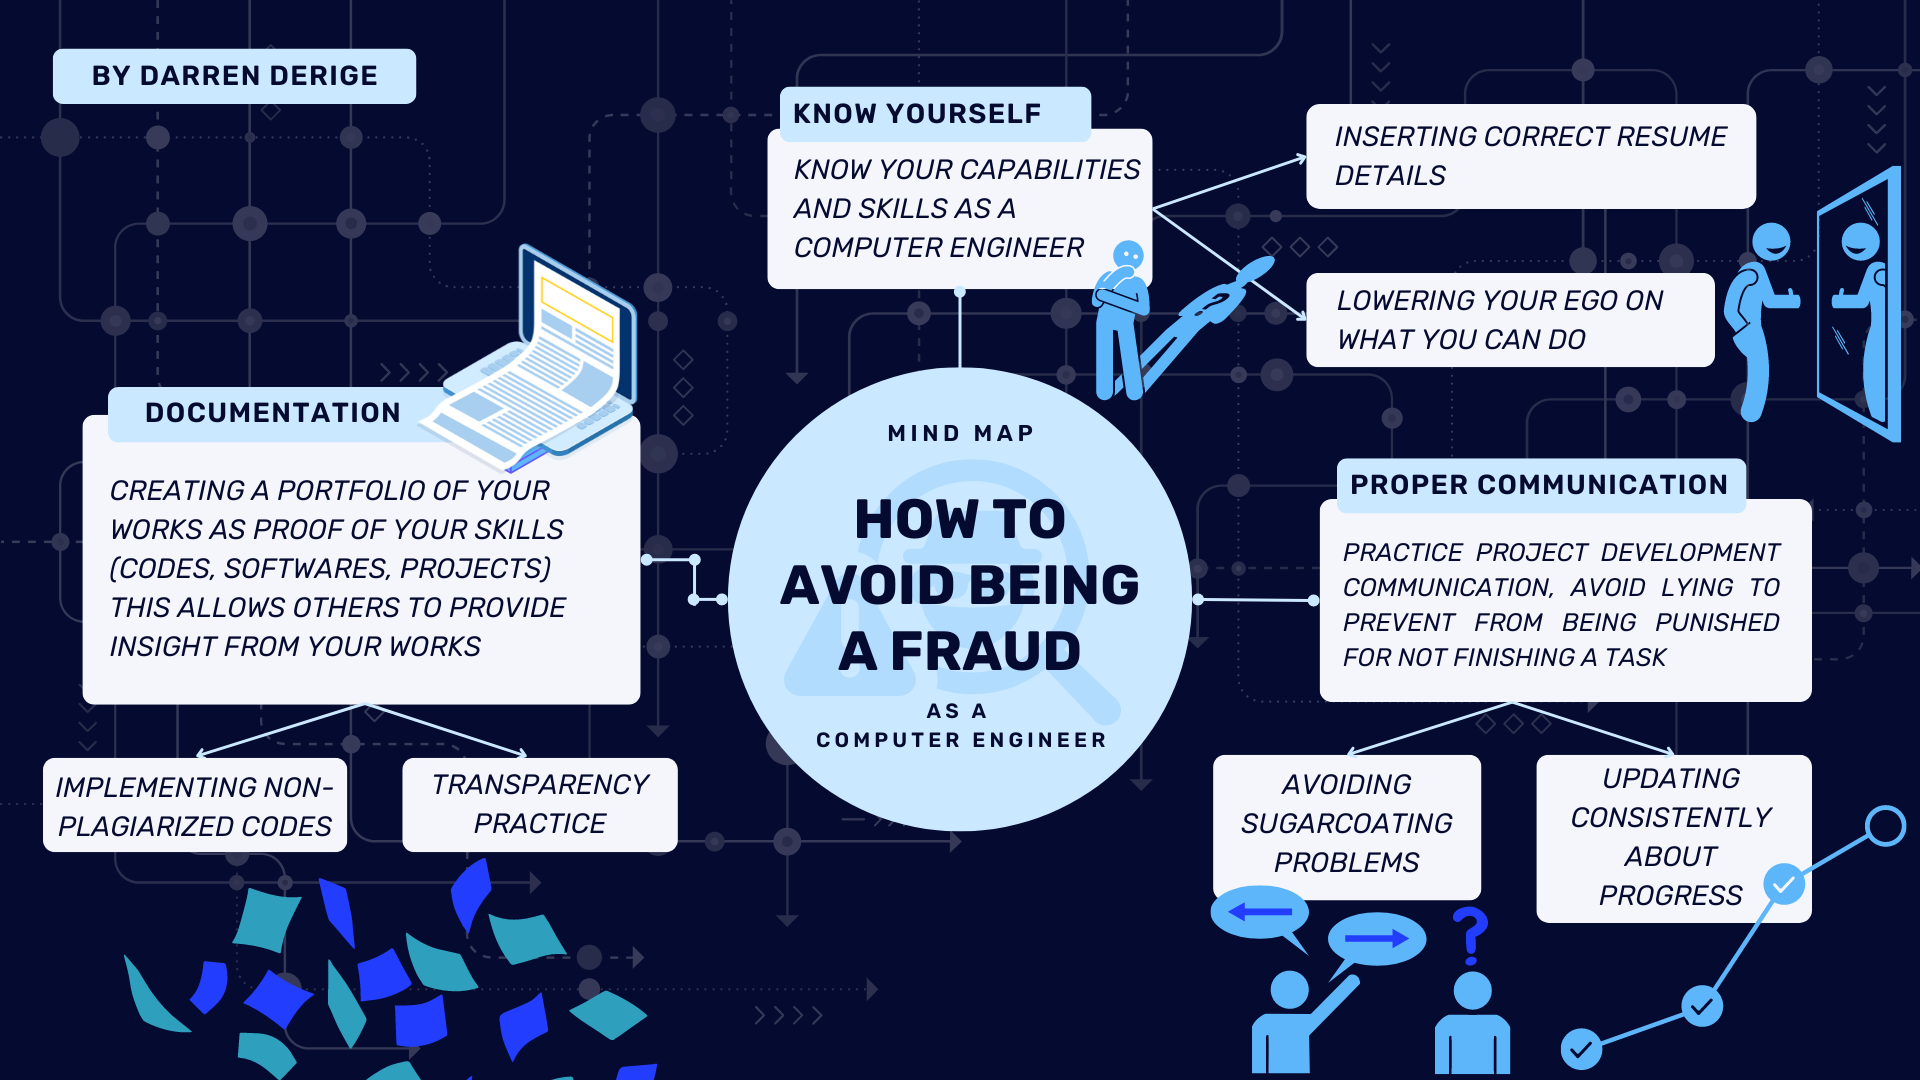 BY DARREN DERIGE
KNOW YOURSELF
KNOW YOUR CAPABILITIES
AND SKILLS AS A
COMPUTER ENGINEER
INSERTING CORRECT RESUME
DETAILS
LOWERING YOUR EGO ON
WHAT YOU CAN DO
DOCUMENTATION
CREATING A PORTFOLIO OF YOUR
WORKS AS PROOF OF YOUR SKILLS
(CODES, SOFTWARES, PROJECTS)
THIS ALLOWS OTHERS TO PROVIDE
INSIGHT FROM YOUR WORKS
IMPLEMENTING NON-
PLAGIARIZED CODES
TRANSPARENCY
PRACTICE
MIND MAP
HOW TO
AVOID BEING
A FRAUD
AS A
COMPUTER ENGINEER
PROPER COMMUNICATION
PRACTICE PROJECT DEVELOPMENT
COMMUNICATION, AVOID LYING TO
PREVENT FROM BEING PUNISHED
FOR NOT FINISHING A TASK
AVOIDING
SUGARCOATING
PROBLEMS
UPDATING
CONSISTENTLY
ABOUT
PROGRESS
?